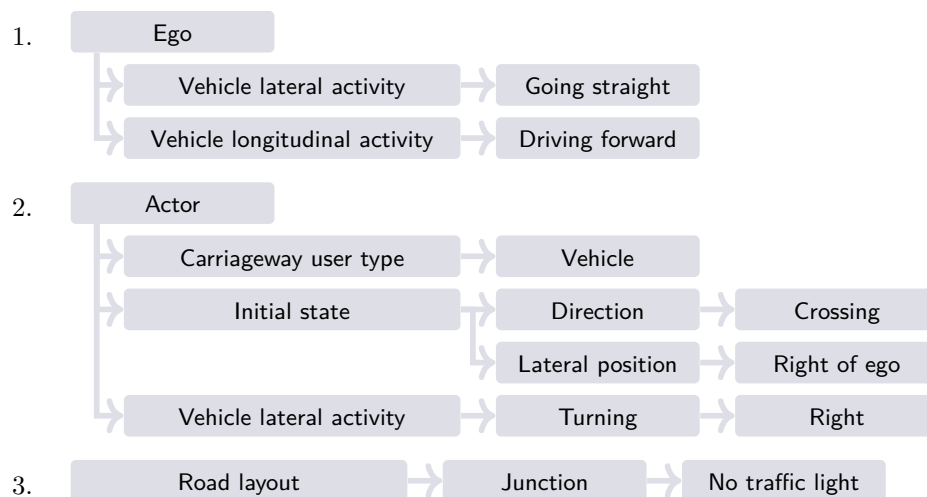 1. Ego
Vehicle lateral activity Going straight
Vehicle longitudinal activity Driving forward
2. Actor
Carriageway user type Vehicle
Initial state Direction Crossing
Lateral position Right of ego
Vehicle lateral activity Turning Right
3. Road layout Junction No traffic light